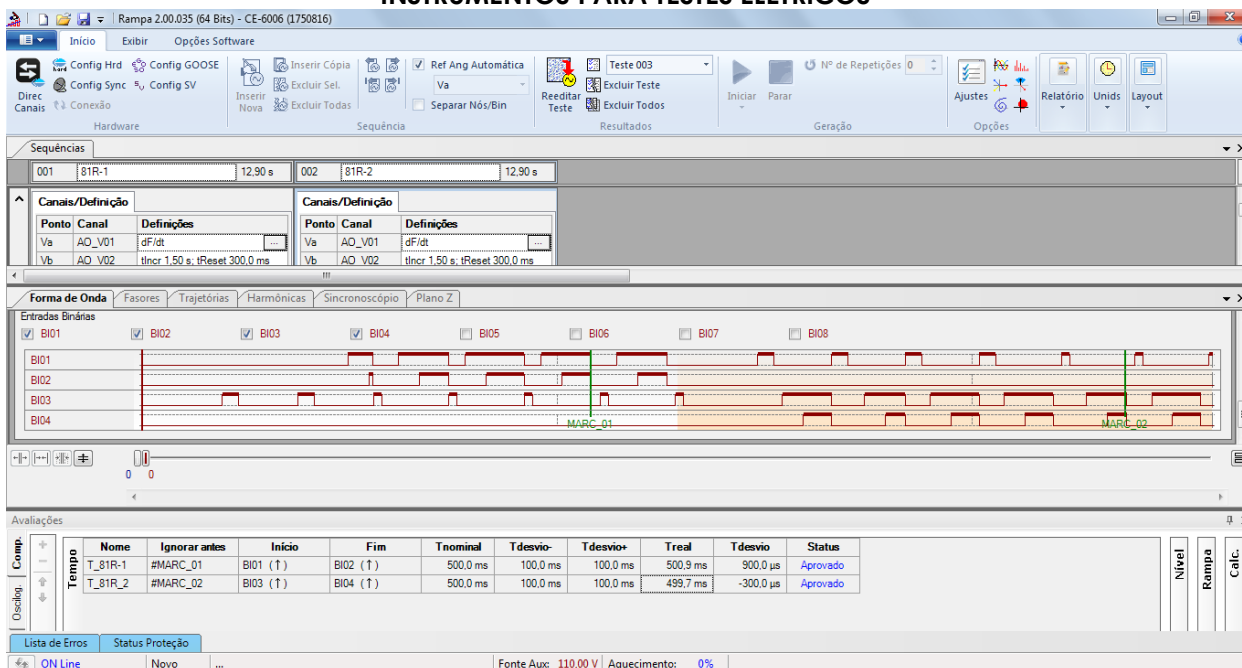 INSTRUMENTOS PARA TESTES ELÉTRICOS
Rampa 2.00.035 (64 Bits) - CE-6006 (1750816)
Início Exibir Opções Software
Direc Canais
Config Hrd Config GOOSE
Config Sync Config SV
Conexão
Hardware
Inserir Nova
Inserir Cópia
Excluir Sel.
Excluir Todas
Ref Ang Automática
Va
Separar Nós/Bin
Sequência
Reeditar Teste
Teste 003
Excluir Teste
Excluir Todos
Resultados
Iniciar Parar
Nº de Repetições 0
Geração
Ajustes
Opções
Relatório Unids Layout
Sequências
001 81R-1 12,90 s 002 81R-2 12,90 s
Canais/Definição Canais/Definição
Ponto Canal Definições Ponto Canal Definições
Va AO_V01 dF/dt ... Va AO_V01 dF/dt ...
Vb AO_V02 tIncr 1,50 s; tReset 300,0 ms Vb AO_V02 tIncr 1,50 s; tReset 300,0 ms
Forma de Onda Fasores Trajetórias Harmônicas Sincronoscópio Plano Z
Entradas Binárias
BI01 BI02 BI03 BI04 BI05 BI06 BI07 BI08
BI01
BI02
BI03
BI04 MARC_01 MARC_02
0 0
Avaliações
Comp.
Oscilog.
Tempo
Nome Ignorar antes Início Fim Tnominal Tdesvio- Tdesvio+ Treal Tdesvio Status
T_81R-1 #MARC_01 BI01 (↑) BI02 (↑) 500,0 ms 100,0 ms 100,0 ms 500,9 ms 900,0 µs Aprovado
T_81R_2 #MARC_02 BI03 (↑) BI04 (↑) 500,0 ms 100,0 ms 100,0 ms 499,7 ms -300,0 µs Aprovado
Nível
Rampa
Calc.
Lista de Erros Status Proteção
ON Line Novo ... Fonte Aux: 110,00 V Aquecimento: 0%